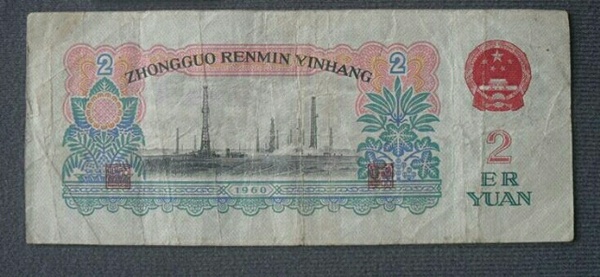 2
ZHONGGUO RENMIN YINHANG
2
1960
2
ER
YUAN